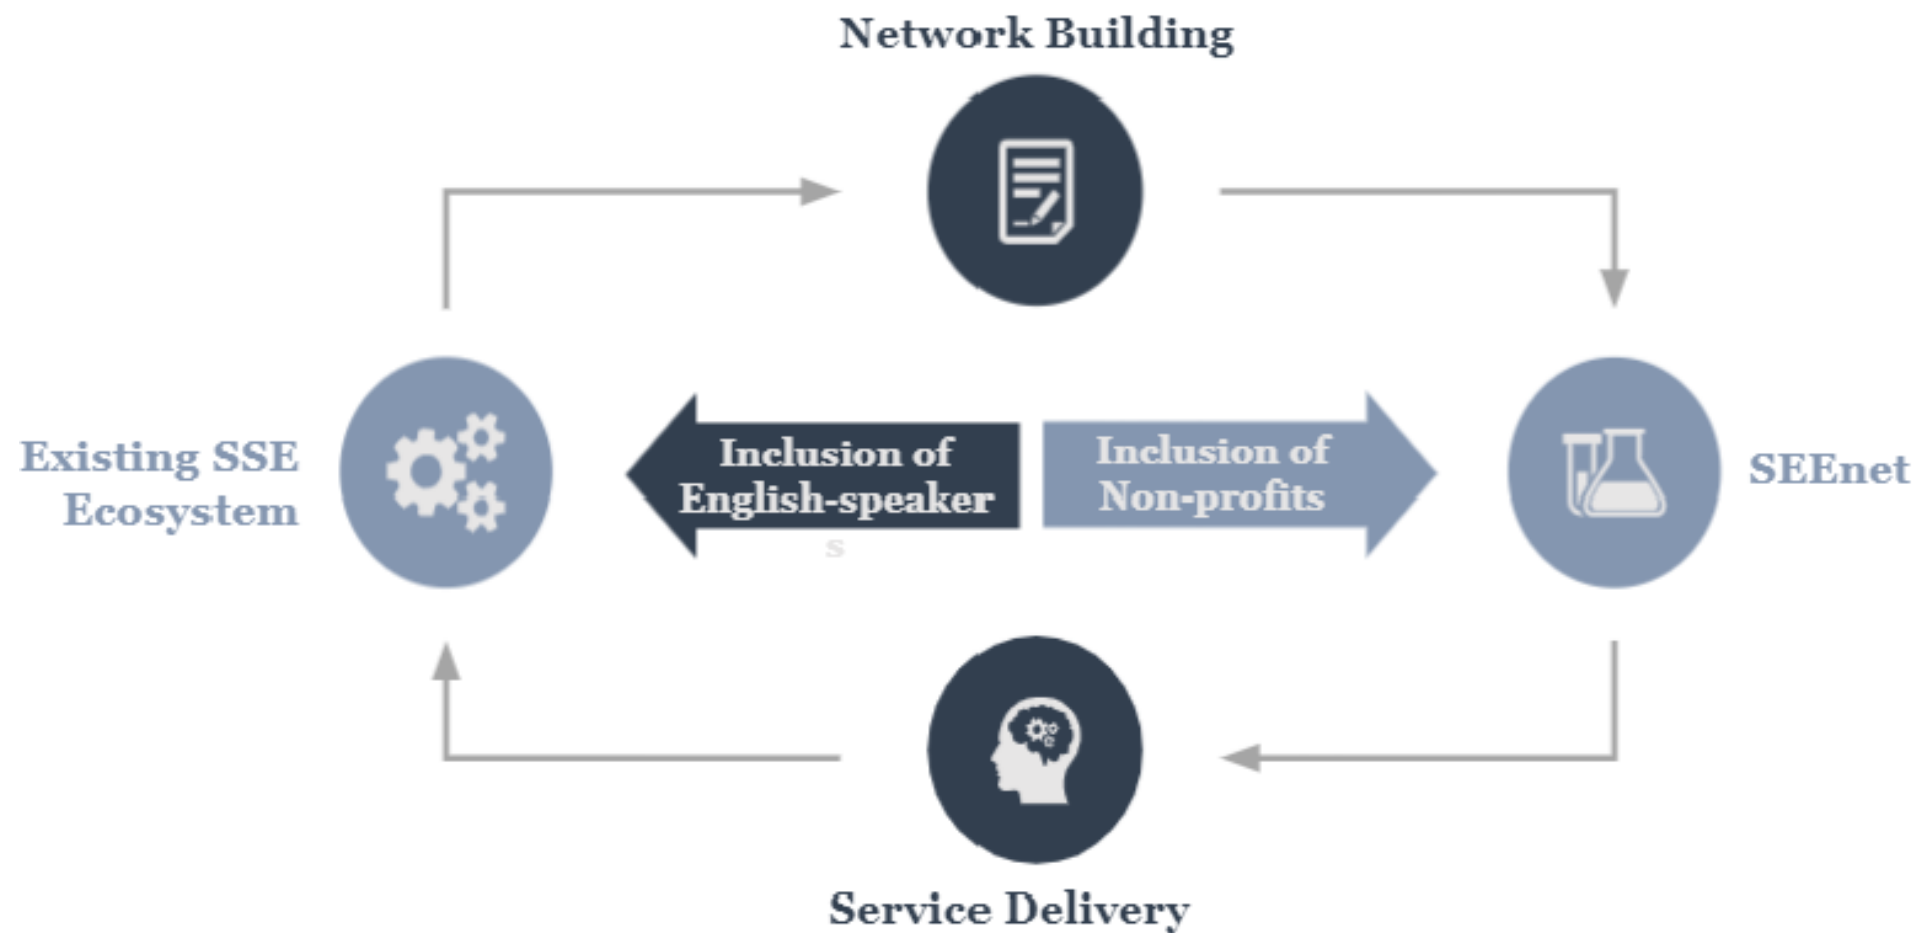 Network Building
Existing SSE
Ecosystem
Inclusion of
English-speaker
s
Inclusion of
Non-profits
SEEnet
Service Delivery